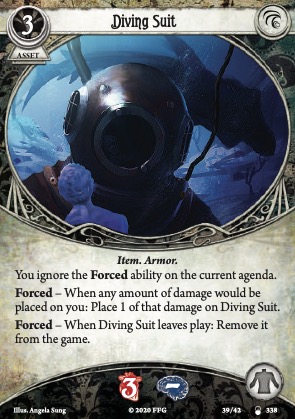 3
Diving Suit
ASSET
Item. Armor.
You ignore the Forced ability on the current agenda.
Forced – When any amount of damage would be
placed on you: Place 1 of that damage on Diving Suit.
Forced – When Diving Suit leaves play: Remove it
from the game.
3
–
Illus. Angela Sung
© 2020 FFG
39/42
338